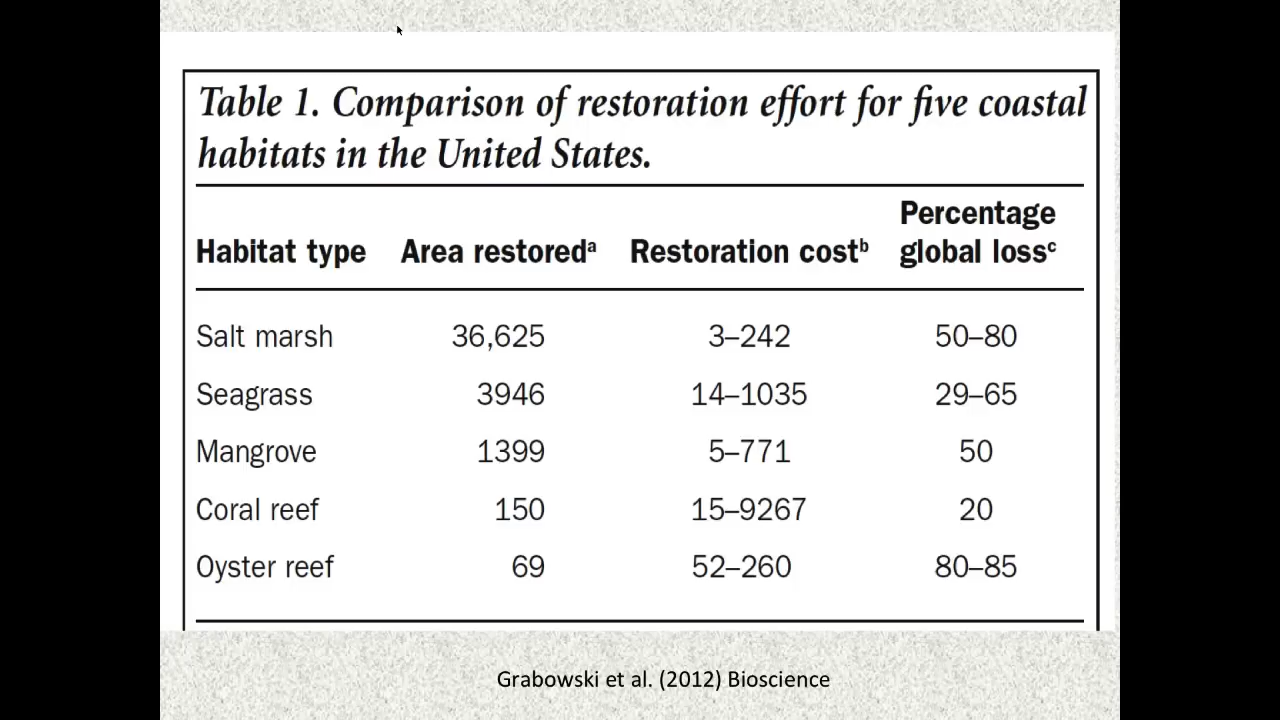 Table 1. Comparison of restoration effort for five coastal
habitats in the United States.
Habitat type Area restoredᵃ Restoration costᵇ Percentage global lossᶜ
Salt marsh 36,625 3–242 50–80
Seagrass 3946 14–1035 29–65
Mangrove 1399 5–771 50
Coral reef 150 15–9267 20
Oyster reef 69 52–260 80–85
Grabowski et al. (2012) Bioscience